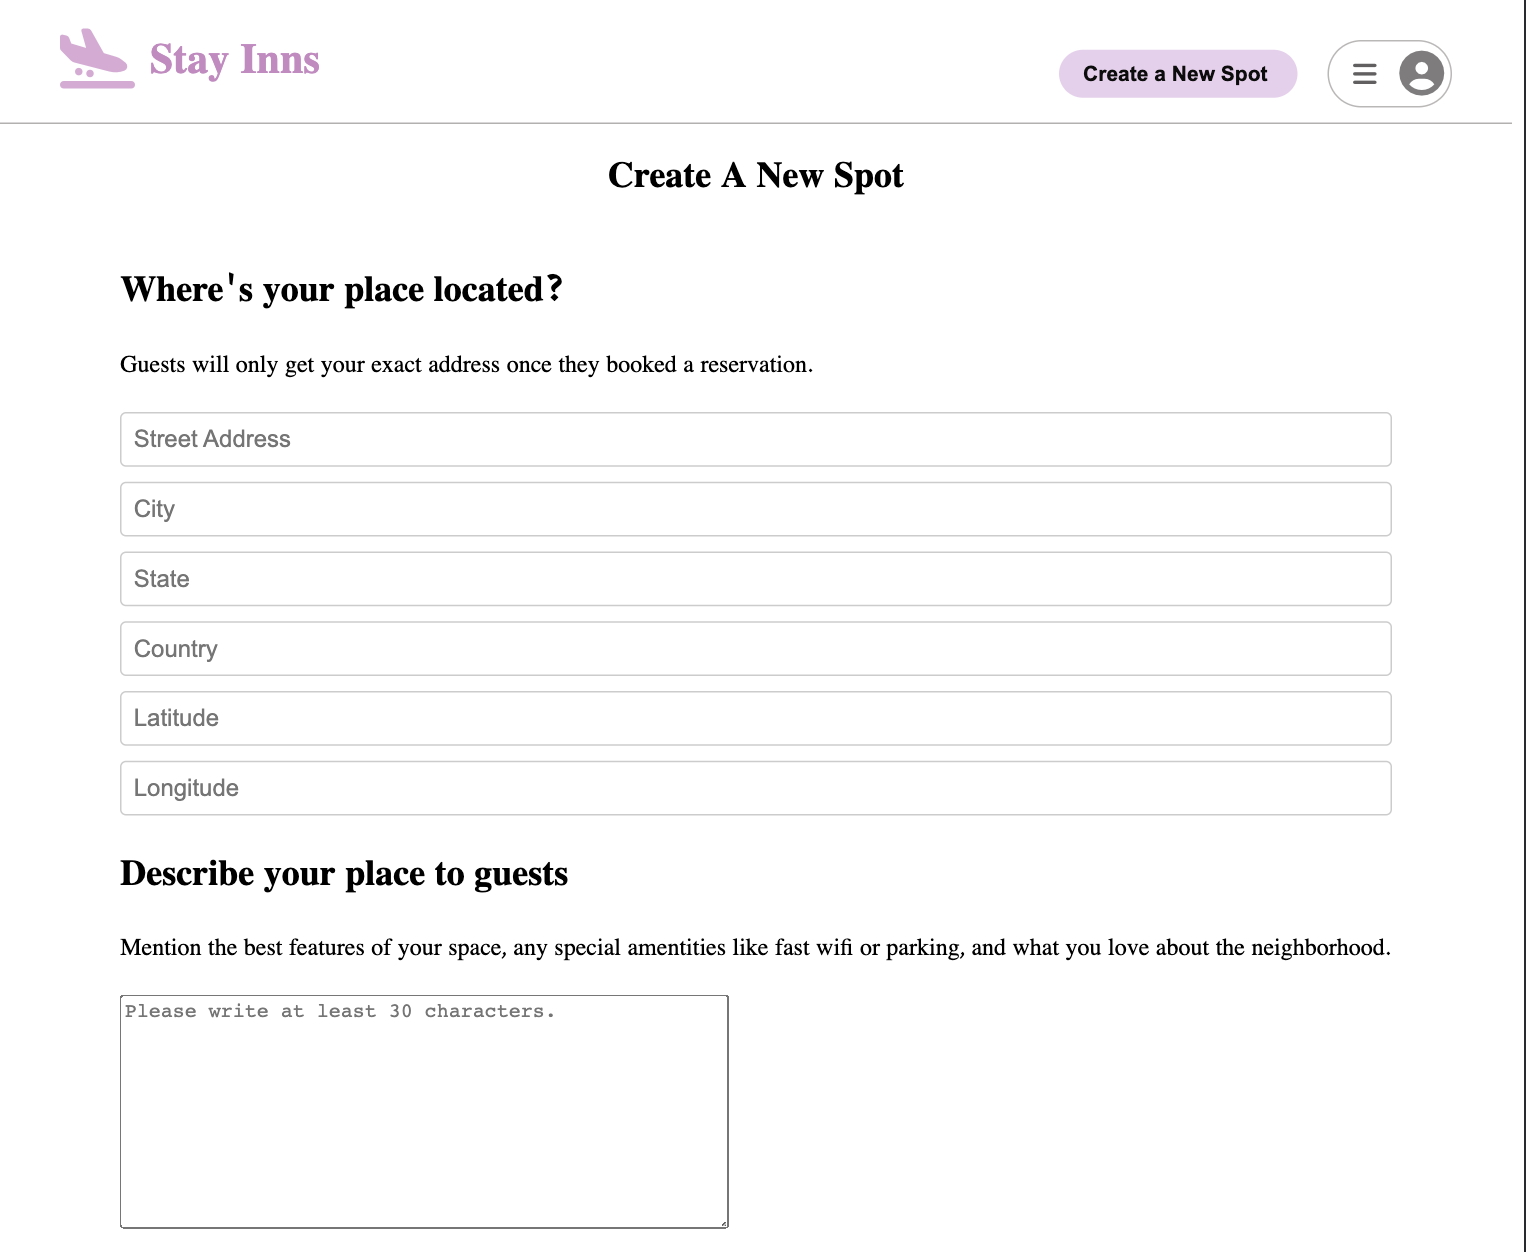 Stay Inns
Create a New Spot
Create A New Spot
Where's your place located?
Guests will only get your exact address once they booked a reservation.
Street Address
City
State
Country
Latitude
Longitude
Describe your place to guests
Mention the best features of your space, any special amentities like fast wifi or parking, and what you love about the neighborhood.
Please write at least 30 characters.